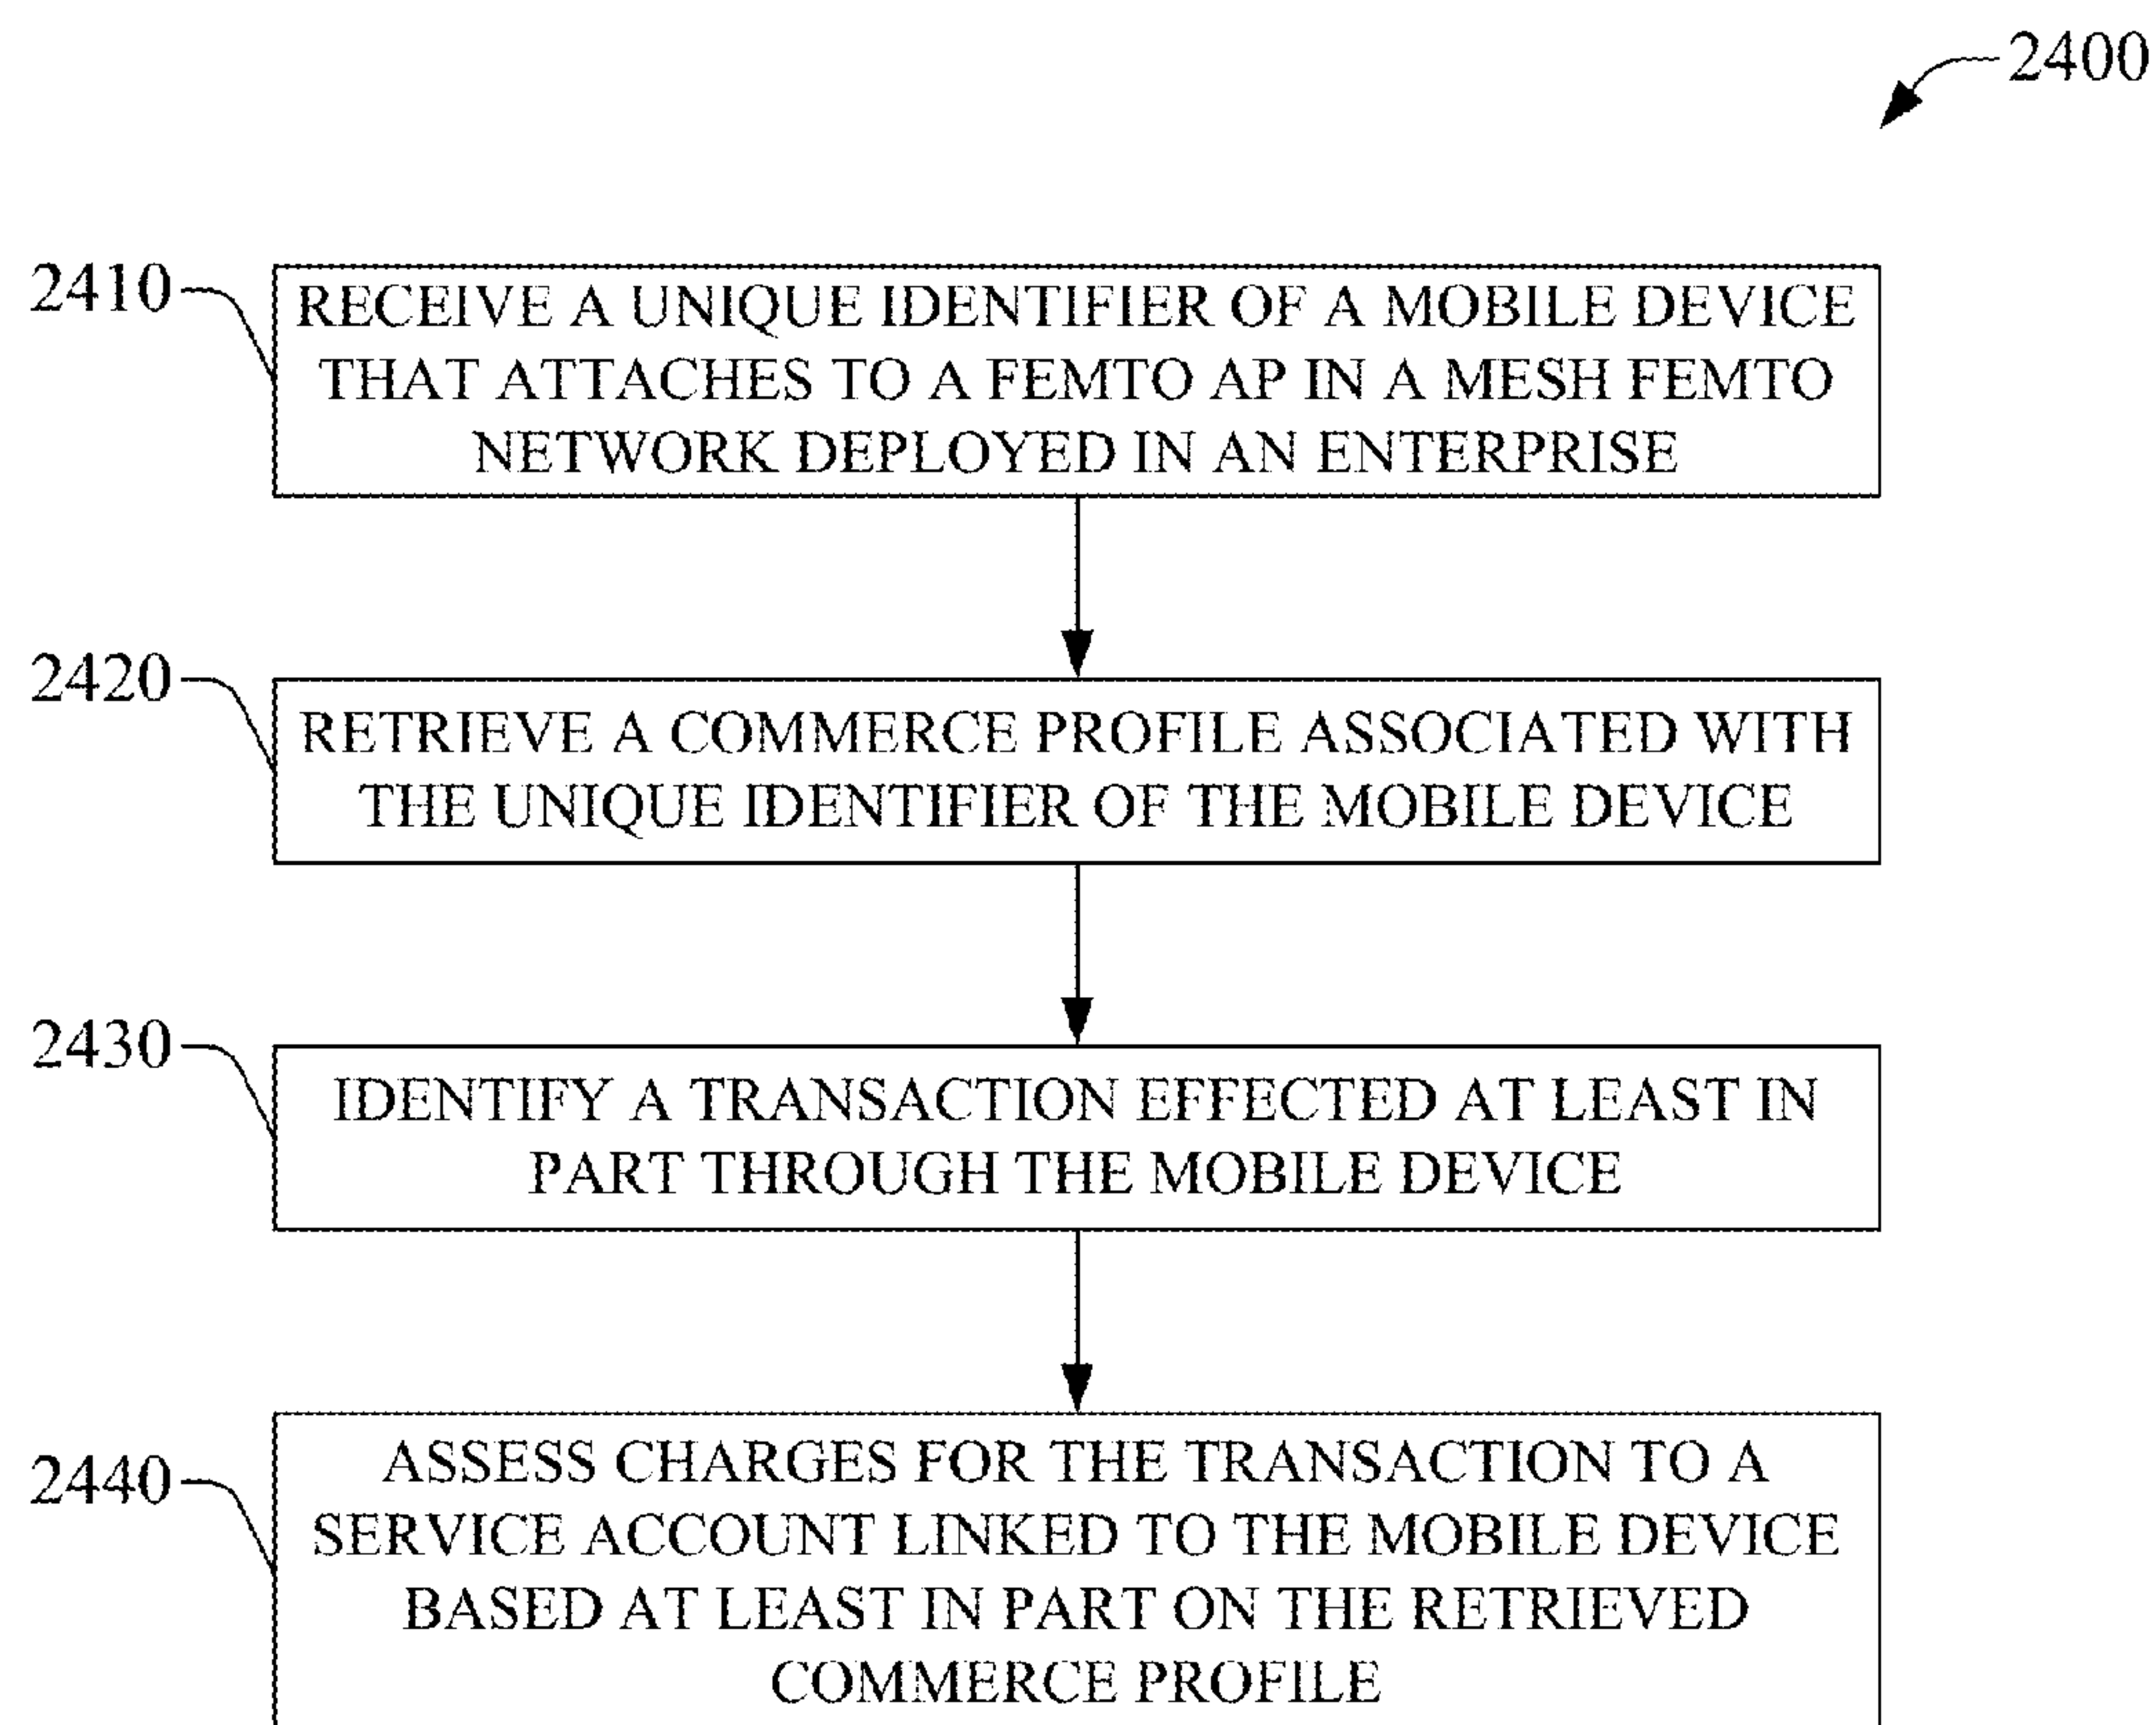 2400
2410
RECEIVE A UNIQUE IDENTIFIER OF A MOBILE DEVICE
THAT ATTACHES TO A FEMTO AP IN A MESH FEMTO
NETWORK DEPLOYED IN AN ENTERPRISE
2420
RETRIEVE A COMMERCE PROFILE ASSOCIATED WITH
THE UNIQUE IDENTIFIER OF THE MOBILE DEVICE
2430
IDENTIFY A TRANSACTION EFFECTED AT LEAST IN
PART THROUGH THE MOBILE DEVICE
2440
ASSESS CHARGES FOR THE TRANSACTION TO A
SERVICE ACCOUNT LINKED TO THE MOBILE DEVICE
BASED AT LEAST IN PART ON THE RETRIEVED
COMMERCE PROFILE